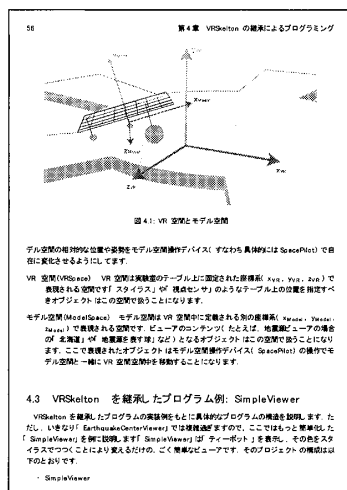 56
第 4 章 VRSkelton の継承によるプログラミング
xModel
zModel
xVR
zVR
図 4.1: VR 空間とモデル空間
デル空間の相対的な位置や姿勢をモデル空間操作デバイス( すなわち 具体的には SpacePilot) で自
在に変化させるようにしてます.
VR 空間(VRSpace) VR 空間は実験室のテーブル上に固定された座標系( xVR, yVR, zVR) で
表現される空間です「 スタイラス」 や「 視点センサ」のようなテーブル上の位置を指定すべ
きオブジェクト はこの空間で扱うことになります.
モデル空間(ModelSpace) モデル空間は VR 空間中に定義される別の座標系( xModel, yModel,
zModel) で表現される空間です. ビューアのコンテンツ( たとえば, 地震源ビューアの場合
の「 北海道」 や「 地震源を表す球」など) となるオブジェクト はこの空間で扱うことになりま
す. ここで表現されたオブジェクト はモデル空間操作デバイス( SpacePilot) の操作でモ
デル空間と 一緒に VR 空間空間中を移動することになります.
4.3 VRSkelton を継承したプログラム例: SimpleViewer
VRSkelton を継承したプログラムの実装例をもとに具体的なプログラムの構造を説明します. た
だし, いきなり「 EarthquakeCenterViewer」 では複雑過ぎますので, ここではもっと簡単化した
「 SimpleViewer」 を例に説明します「 SimpleViewer」は「 ティーポット 」を表示し, その色をスタ
イラスでつつくことにより変えるだけの, ごく簡単なビューアです. そのプロジェクト の構成は以
下のとおりです.
・ SimpleViewer